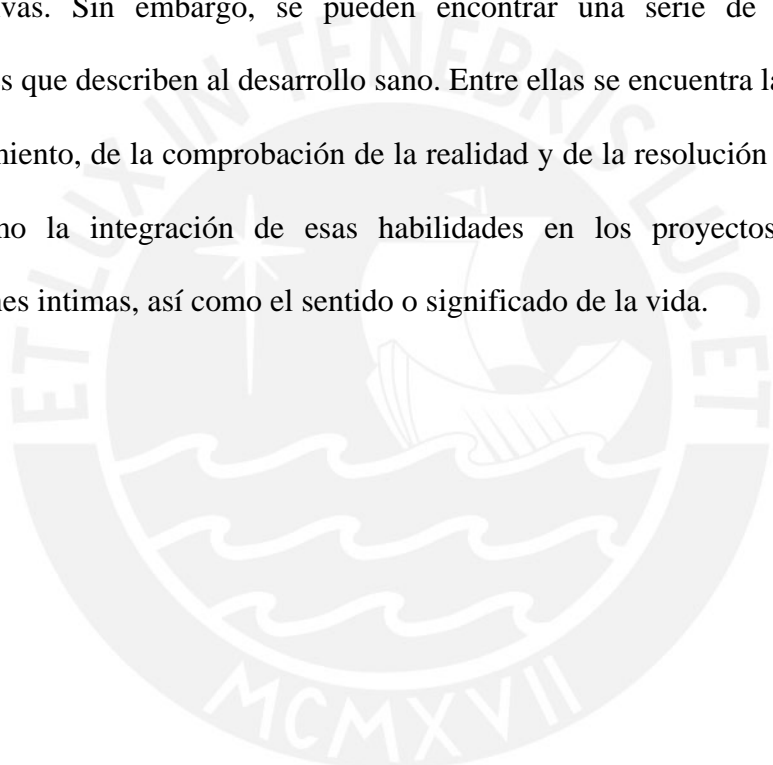 vas. Sin embargo, se pueden encontrar una serie de
s que describen al desarrollo sano. Entre ellas se encuentra la
miento, de la comprobación de la realidad y de la resolución
no la integración de esas habilidades en los proyectos
nes intimas, así como el sentido o significado de la vida.
ET LUX IN TENEBRIS LUCET
MCMXVII